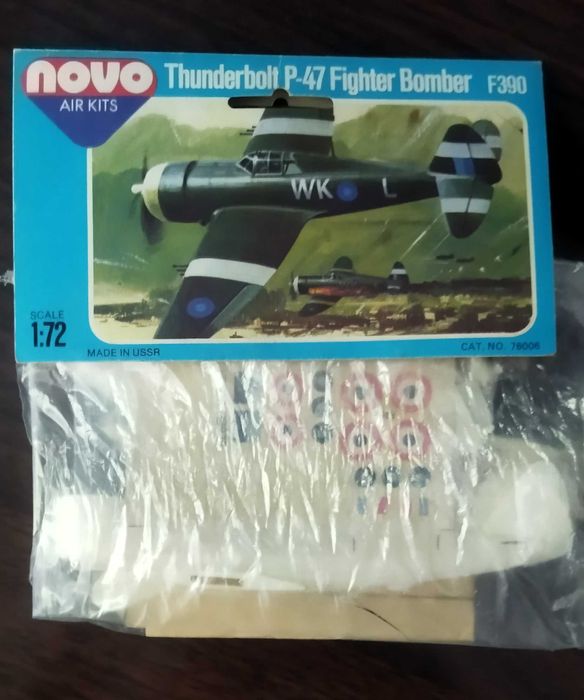 novo
AIR KITS
Thunderbolt P-47 Fighter Bomber F390
WK L
SCALE
1:72
MADE IN USSR
CAT. NO. 78006